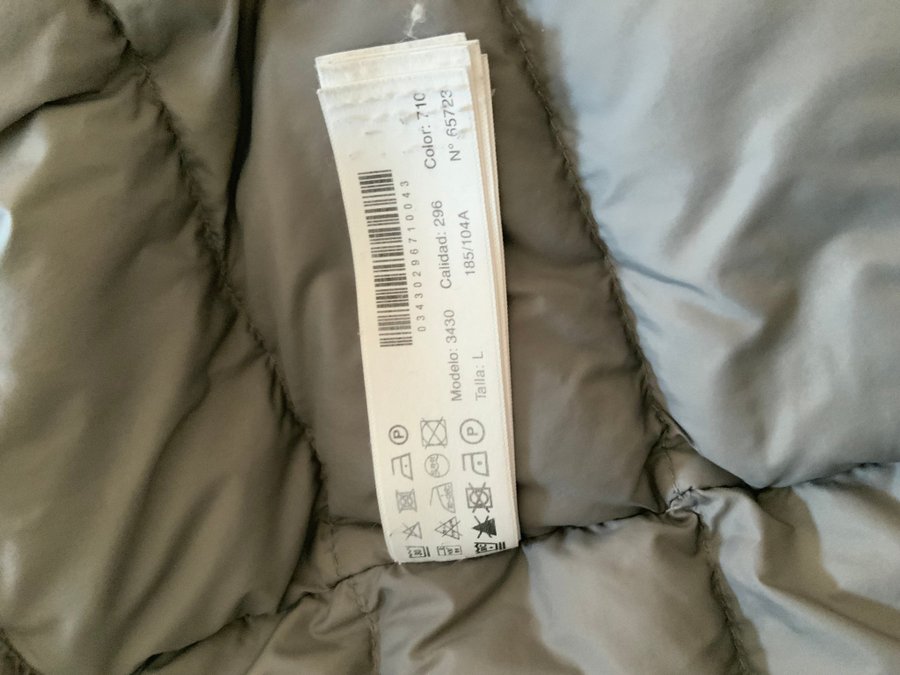 03430296710043
Modelo: 3430 Calidad: 296 Color: 710
Talla: L 185/104A N° 65723
P
P